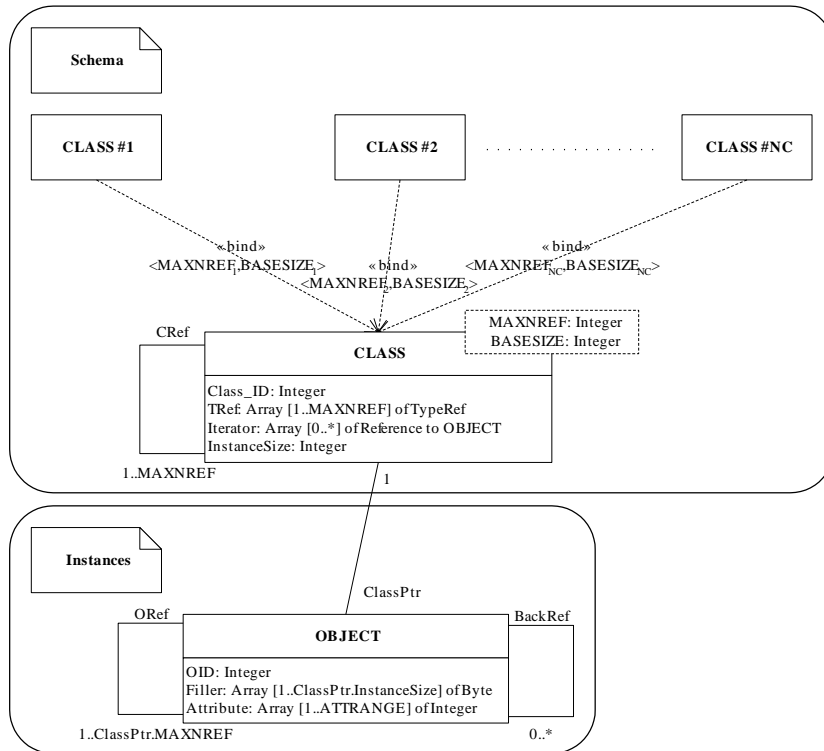 Schema
CLASS #1
CLASS #2
. . . . . . . . . . . . . . .
CLASS #NC
«bind»
<MAXNREF1,BASESIZE1>
«bind»
<MAXNREF2,BASESIZE2>
«bind»
<MAXNREFNC,BASESIZENC>
MAXNREF: Integer
BASESIZE: Integer
CRef
CLASS
Class_ID: Integer
TRef: Array [1..MAXNREF] of TypeRef
Iterator: Array [0..*] of Reference to OBJECT
InstanceSize: Integer
1..MAXNREF
1
Instances
ClassPtr
ORef
BackRef
OBJECT
OID: Integer
Filler: Array [1..ClassPtr.InstanceSize] of Byte
Attribute: Array [1..ATTRANGE] of Integer
1..ClassPtr.MAXNREF
0..*